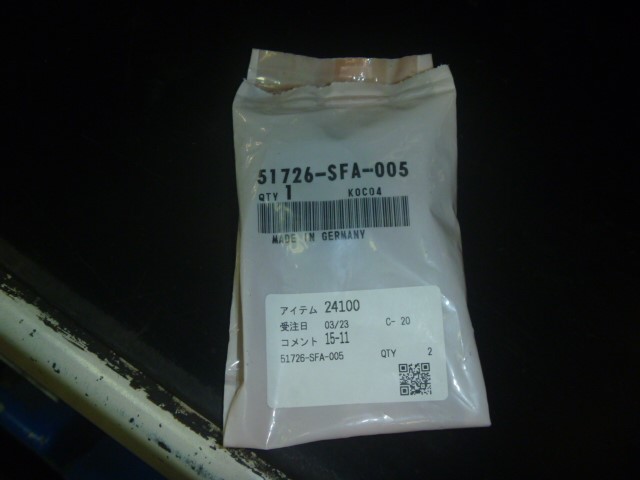 51726-SFA-005
QTY 1 K0C04
MADE IN GERMANY
アイテム 24100
受注日 03/23 C- 20
コメント 15-11
51726-SFA-005 QTY 2